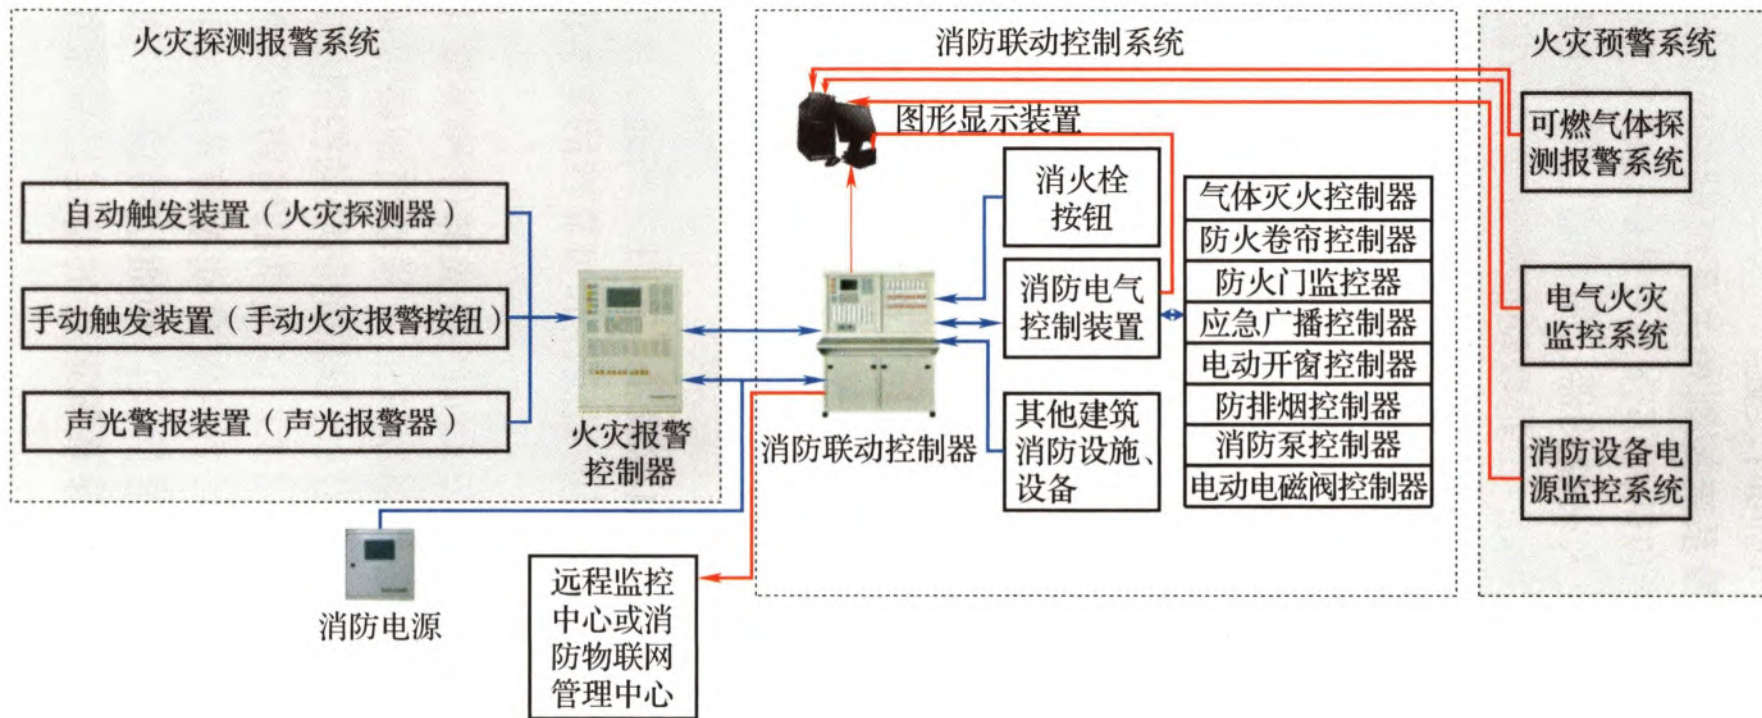 火灾探测报警系统
自动触发装置（火灾探测器）
手动触发装置（手动火灾报警按钮）
声光警报装置（声光报警器）
火灾报警
控制器
消防电源
远程监控
中心或消
防物联网
管理中心
消防联动控制系统
图形显示装置
消防联动控制器
消火栓
按钮
消防电气
控制装置
其他建筑
消防设施、
设备
气体灭火控制器
防火卷帘控制器
防火门监控器
应急广播控制器
电动开窗控制器
防排烟控制器
消防泵控制器
电动电磁阀控制器
火灾预警系统
可燃气体探
测报警系统
电气火灾
监控系统
消防设备电
源监控系统